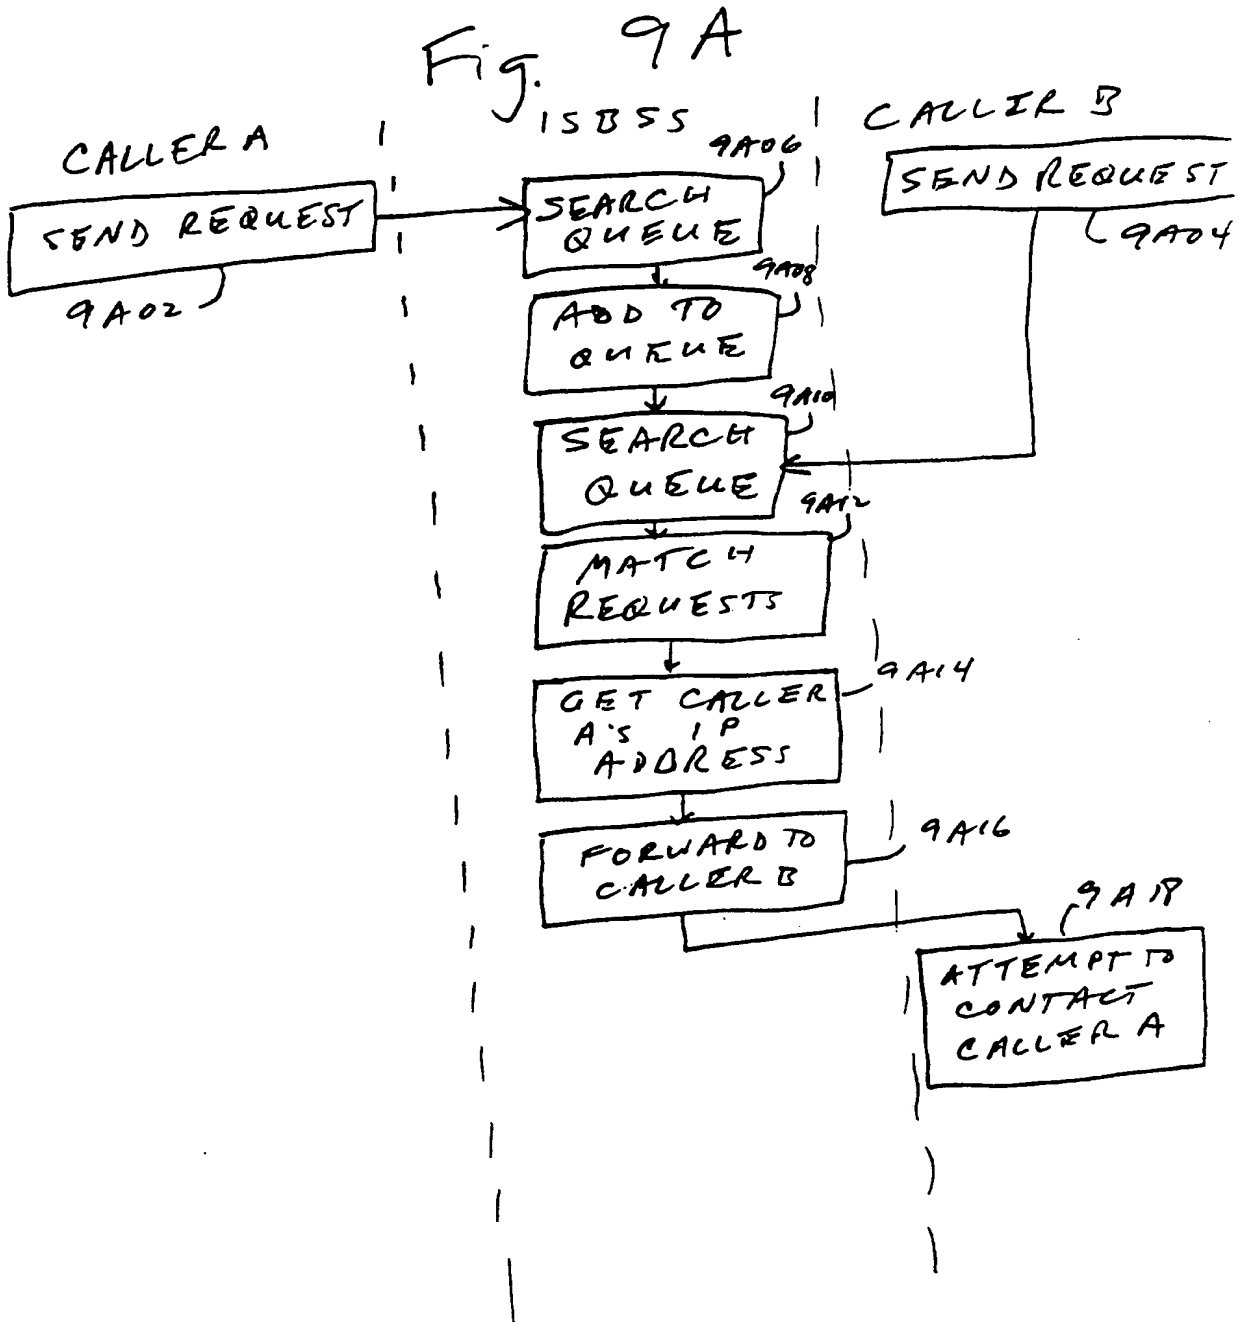 Fig. 9A
CALLER A
ISBSS
CALLER B
SEND REQUEST
9A02
SEND REQUEST
9A04
9A06
SEARCH
QUEUE
9A08
ADD TO
QUEUE
9A10
SEARCH
QUEUE
9A12
MATCH
REQUESTS
9A14
GET CALLER
A's IP
ADDRESS
9A16
FORWARD TO
CALLER B
9A18
ATTEMPT TO
CONTACT
CALLER A